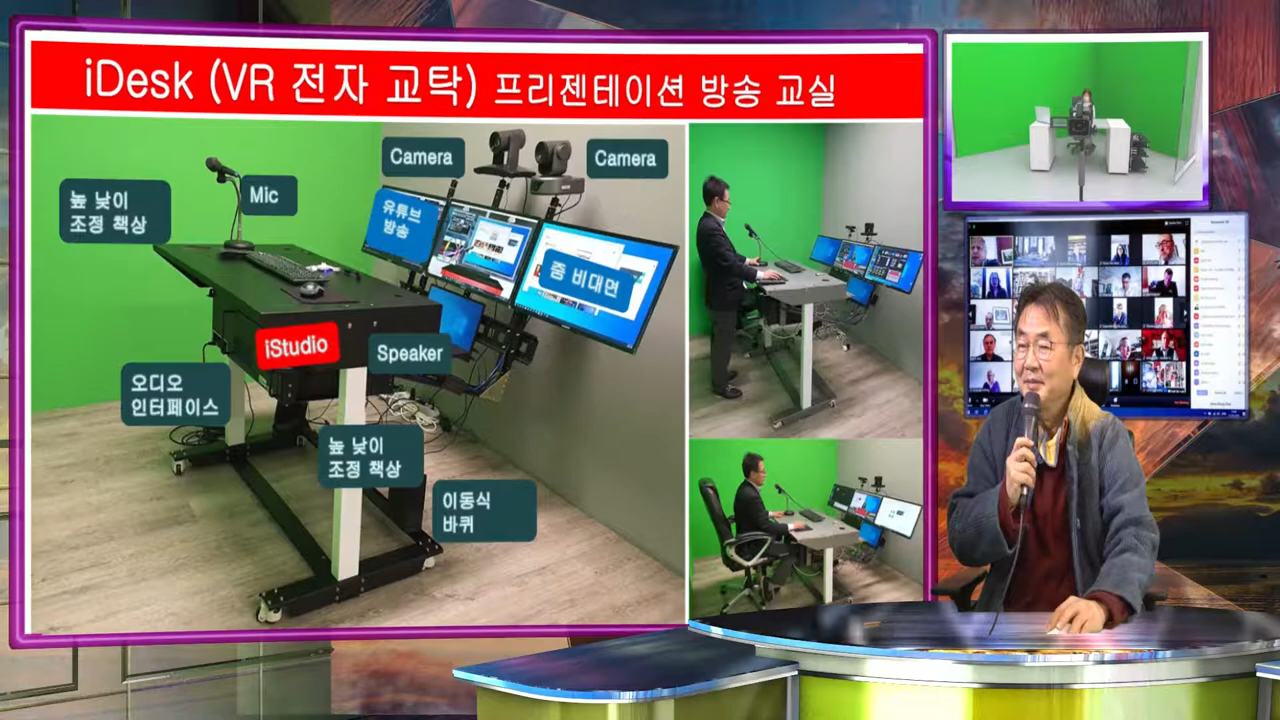 iDesk (VR 전자 교탁) 프리젠테이션 방송 교실
Camera
Camera
높 낮이
조정 책상
Mic
유튜브
방송
줌 비대면
iStudio
Speaker
오디오
인터페이스
높 낮이
조정 책상
이동식
바퀴